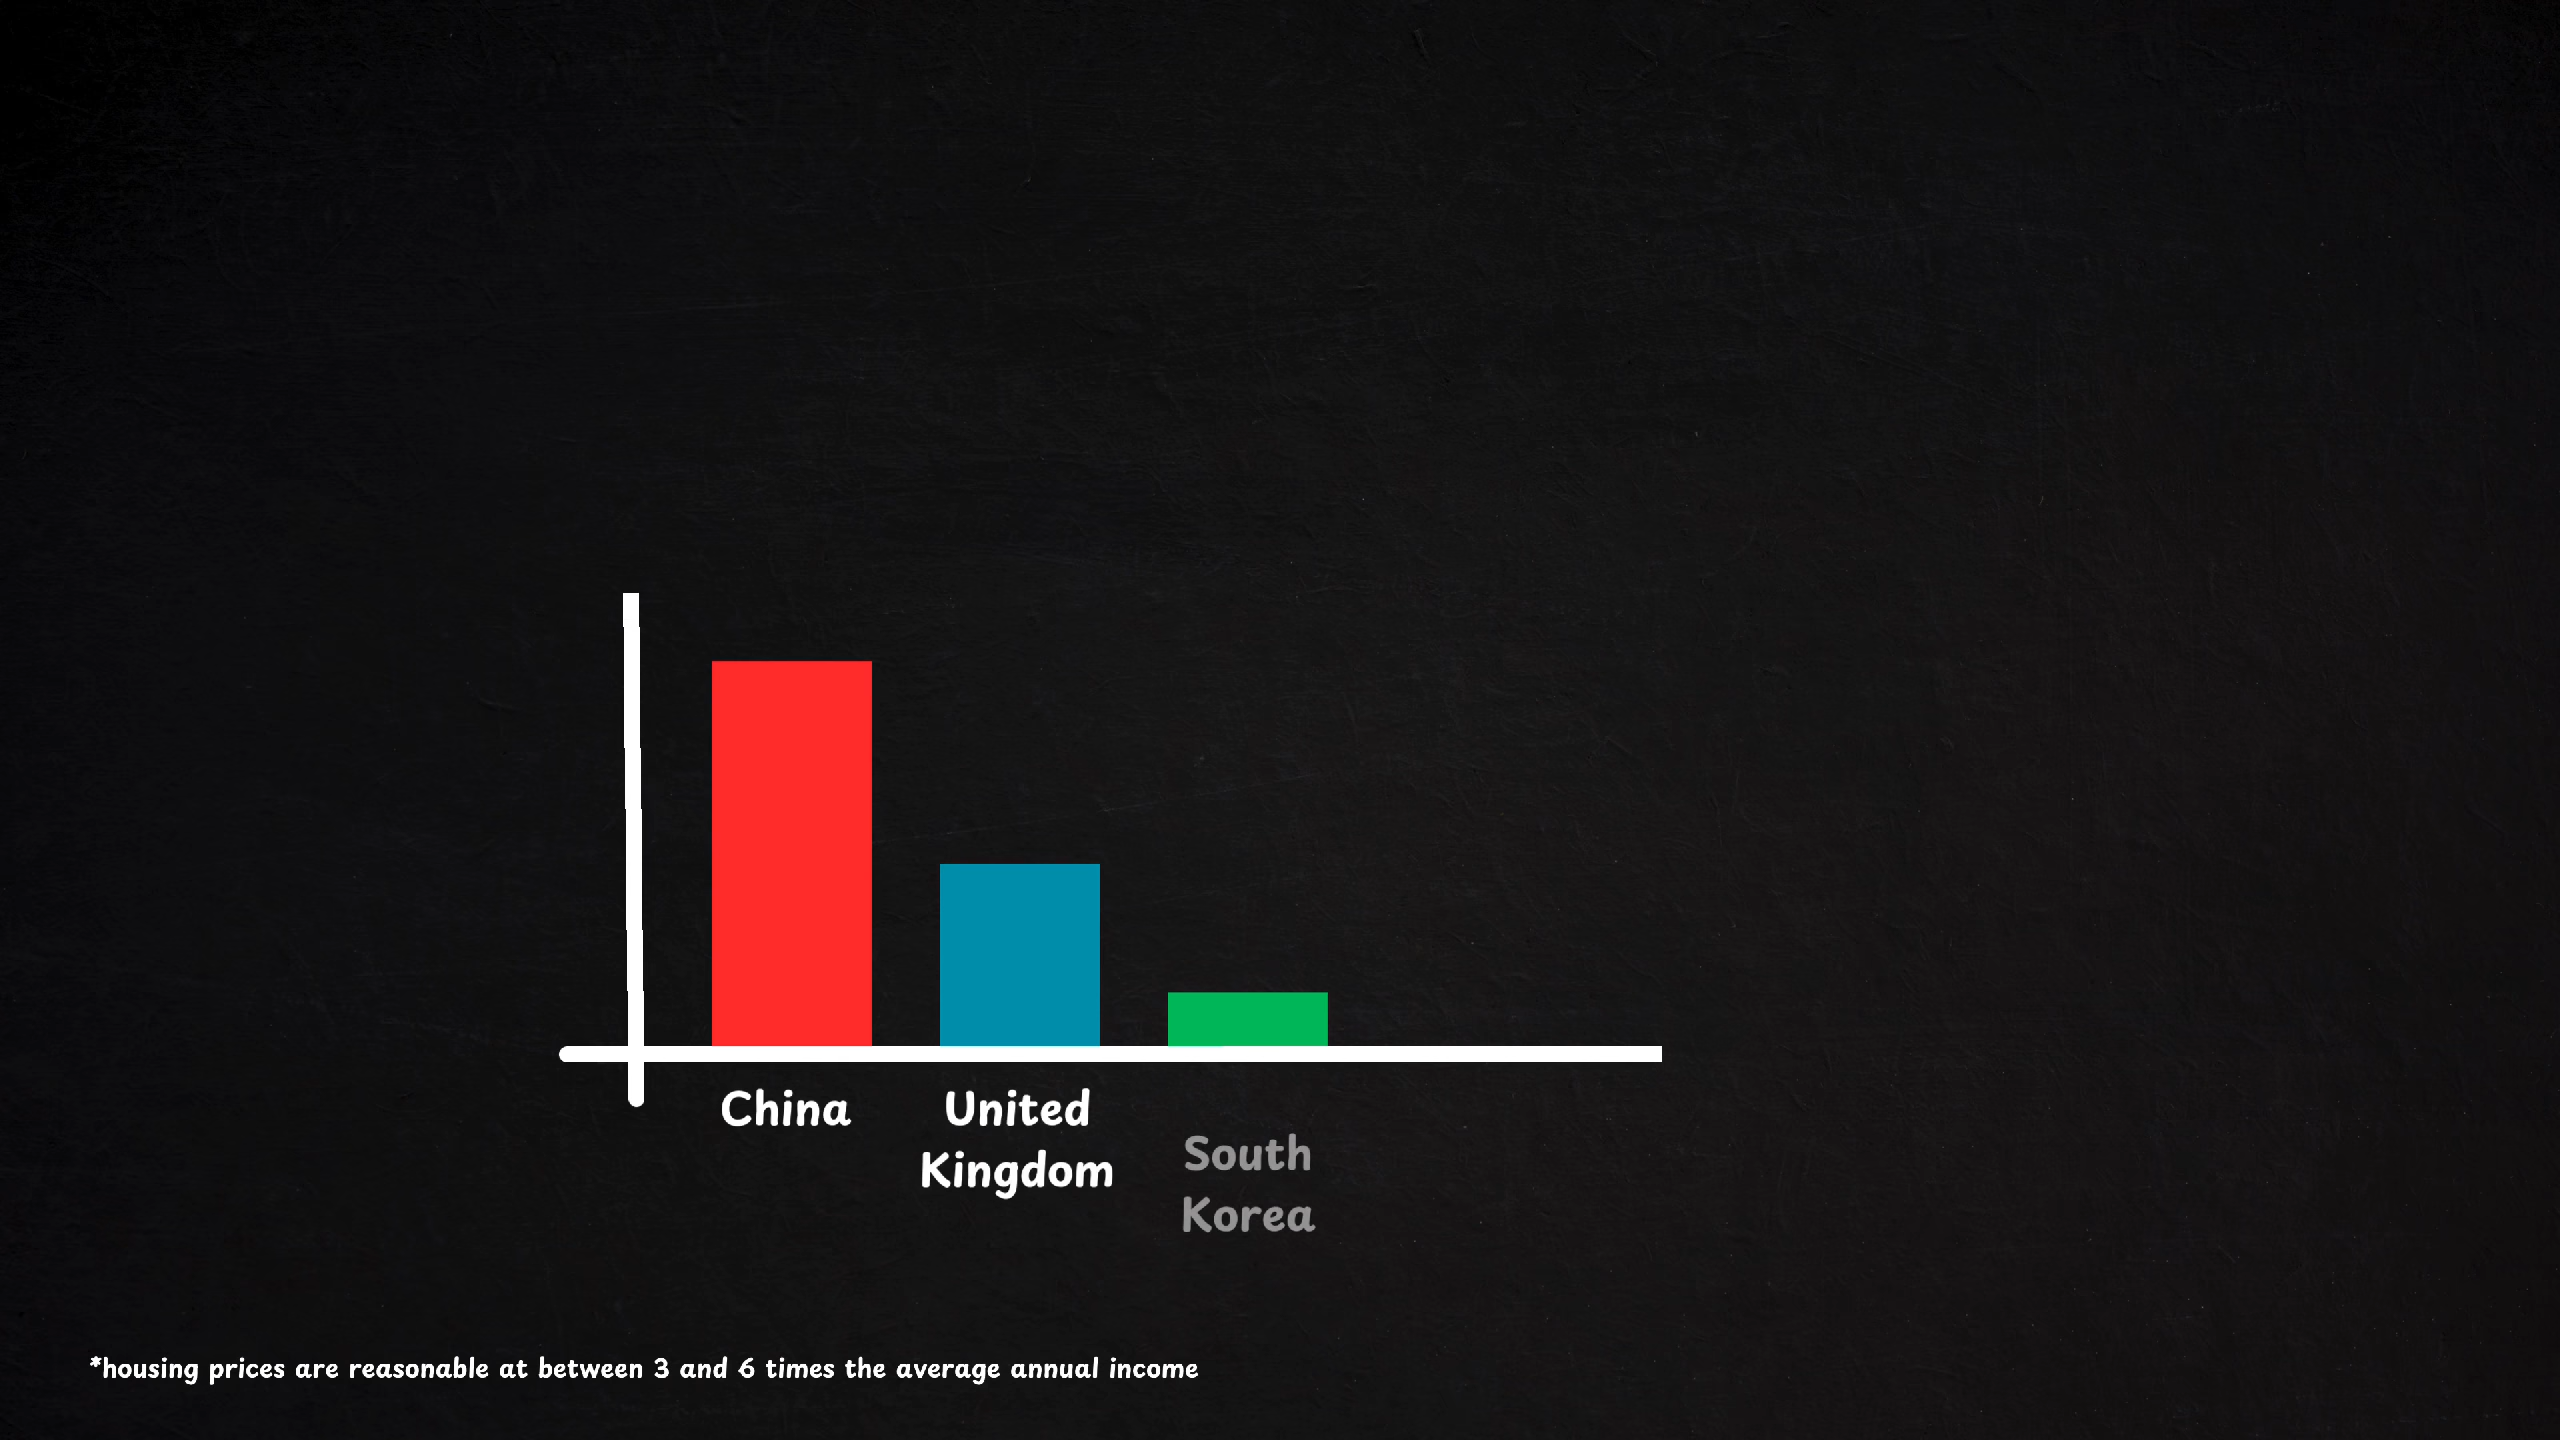 China
United
Kingdom
South
Korea
*housing prices are reasonable at between 3 and 6 times the average annual income